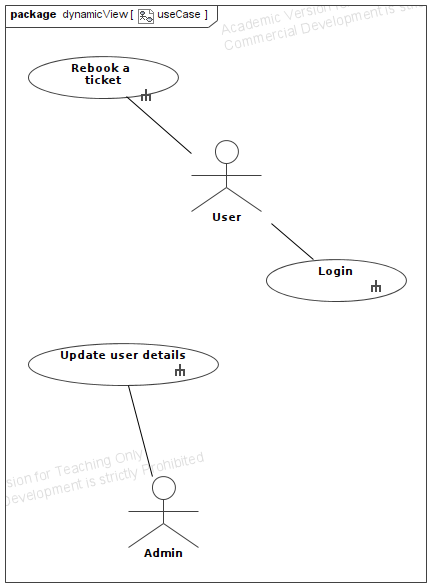 package dynamicView [ useCase ]
Academic Version
Commercial Development is
Rebook a
ticket
User
Login
Update user details
sion for Teaching Only
Development is strictly Prohibited
Admin